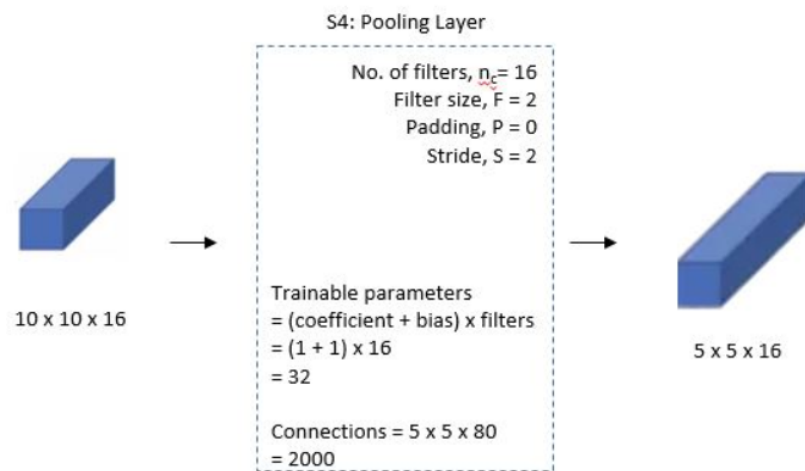 S4: Pooling Layer
No. of filters, nc= 16
Filter size, F = 2
Padding, P = 0
Stride, S = 2
10 x 10 x 16
Trainable parameters
= (coefficient + bias) x filters
= (1 + 1) x 16
= 32
Connections = 5 x 5 x 80
= 2000
5 x 5 x 16